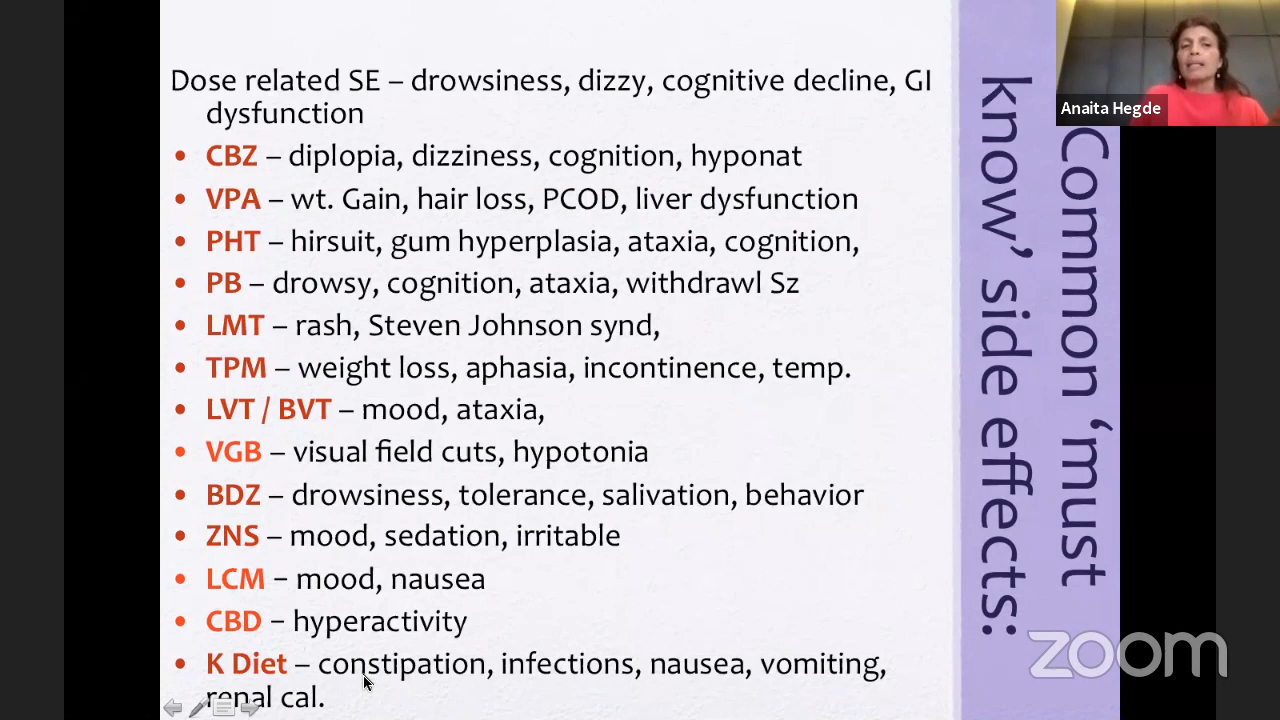 Dose related SE – drowsiness, dizzy, cognitive decline, GI
dysfunction
• CBZ – diplopia, dizziness, cognition, hyponat
• VPA – wt. Gain, hair loss, PCOD, liver dysfunction
• PHT – hirsuit, gum hyperplasia, ataxia, cognition,
• PB – drowsy, cognition, ataxia, withdrawl Sz
• LMT – rash, Steven Johnson synd,
• TPM – weight loss, aphasia, incontinence, temp.
• LVT / BVT – mood, ataxia,
• VGB – visual field cuts, hypotonia
• BDZ – drowsiness, tolerance, salivation, behavior
• ZNS – mood, sedation, irritable
• LCM – mood, nausea
• CBD – hyperactivity
• K Diet – constipation, infections, nausea, vomiting,
renal cal.
Common ‘must
know’ side effects:
Anaita Hegde
zoom